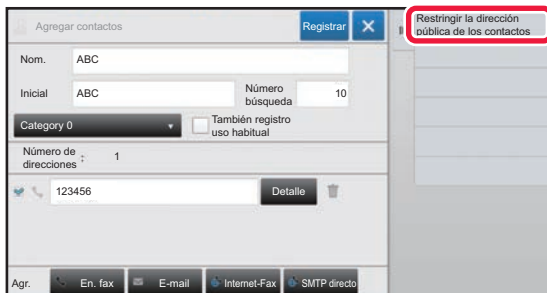 Agregar contactos
Registrar
Restringir la dirección
pública de los contactos
Nom.
ABC
Inicial
ABC
Número
búsqueda
10
Category 0
También registro
uso habitual
Número de
direcciones :
1
123456
Detalle
Agr.
En. fax
E-mail
Internet-Fax
SMTP directo